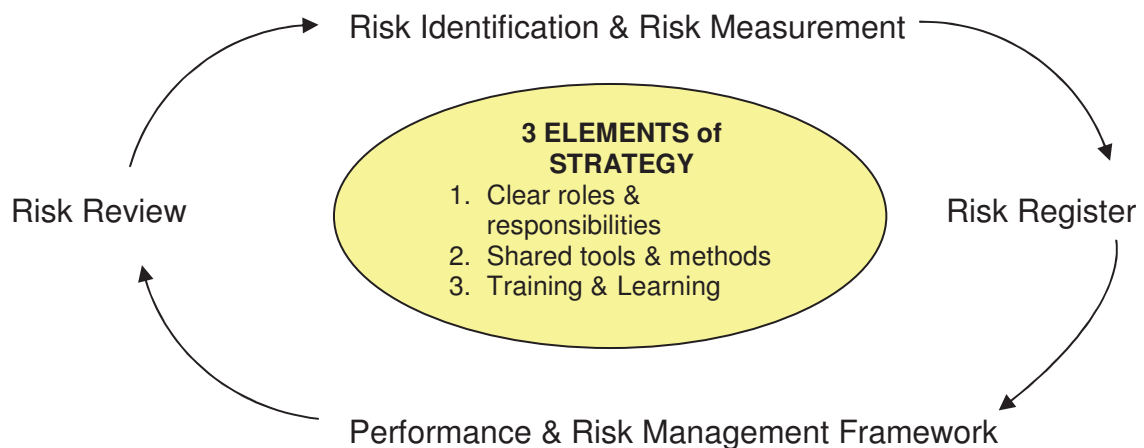 Risk Identification & Risk Measurement
3 ELEMENTS of
STRATEGY
1. Clear roles &
responsibilities
2. Shared tools & methods
3. Training & Learning
Risk Review
Risk Register
Performance & Risk Management Framework